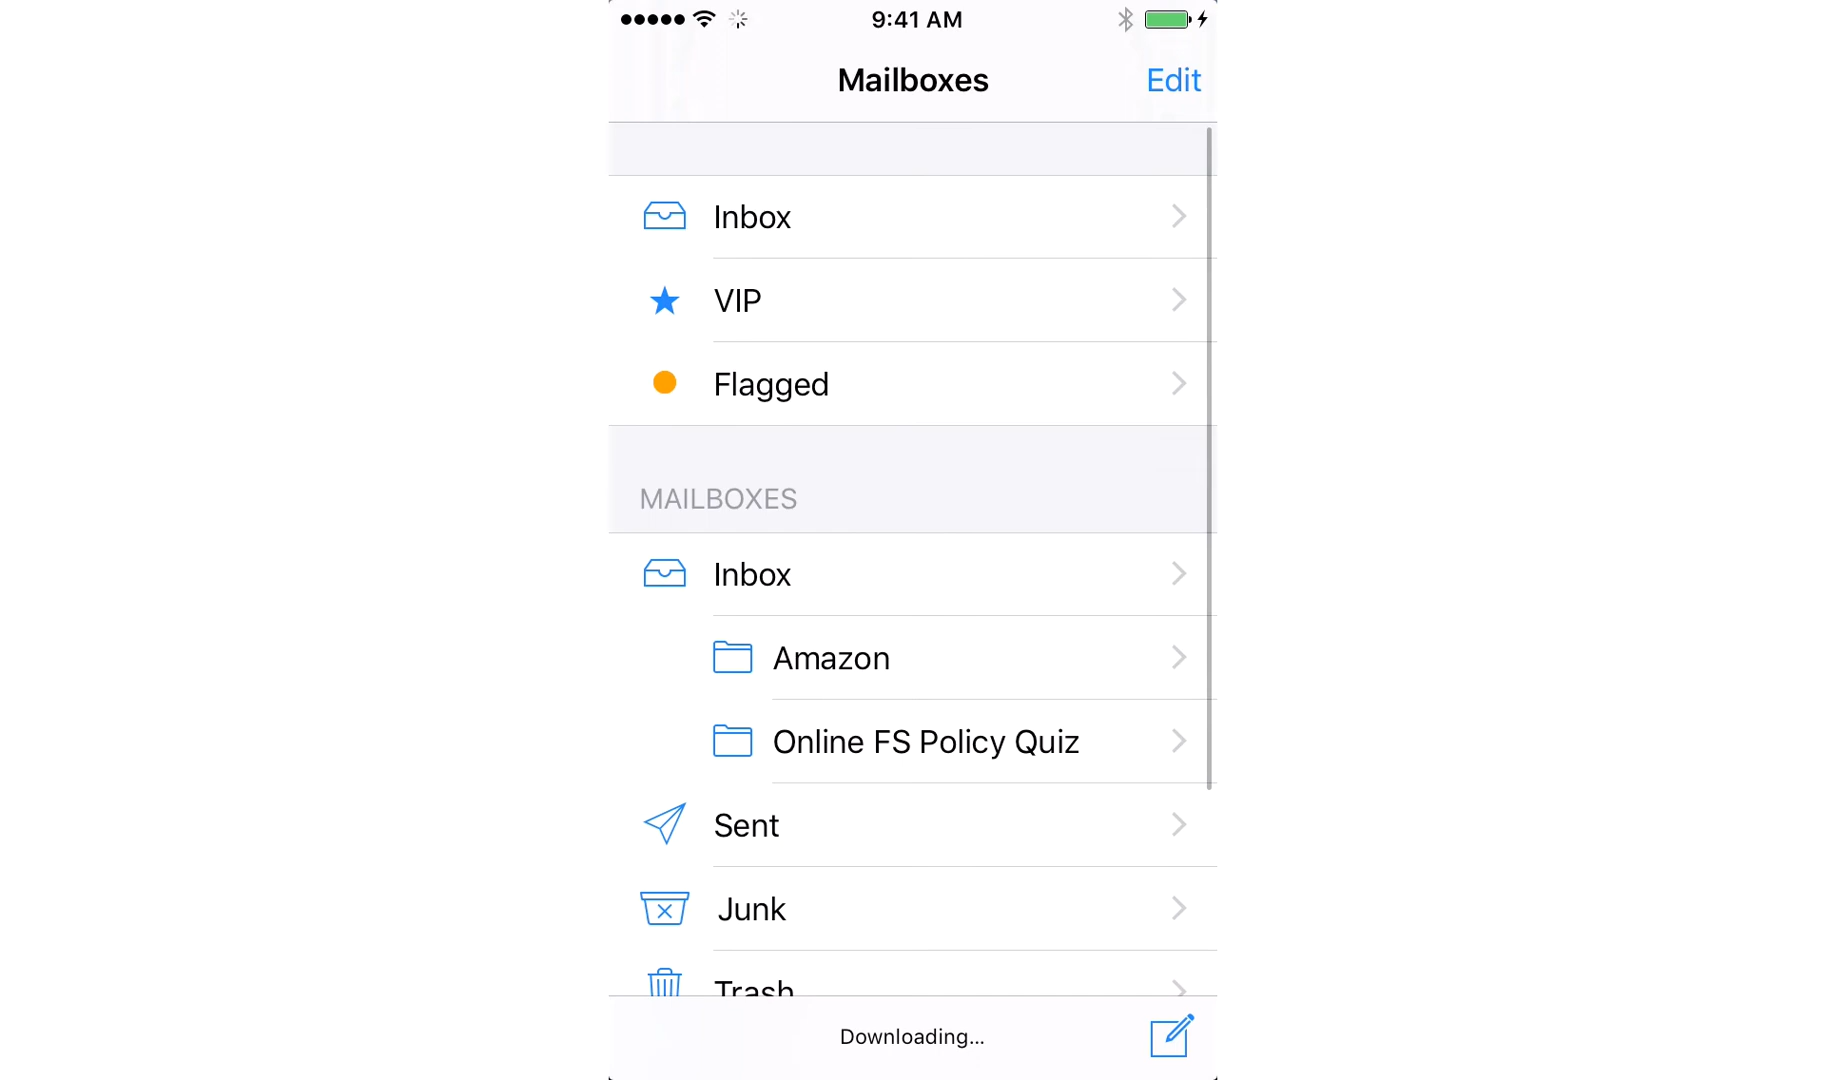 9:41 AM
Mailboxes
Edit
Inbox
VIP
Flagged
MAILBOXES
Inbox
Amazon
Online FS Policy Quiz
Sent
Junk
Trash
Downloading...